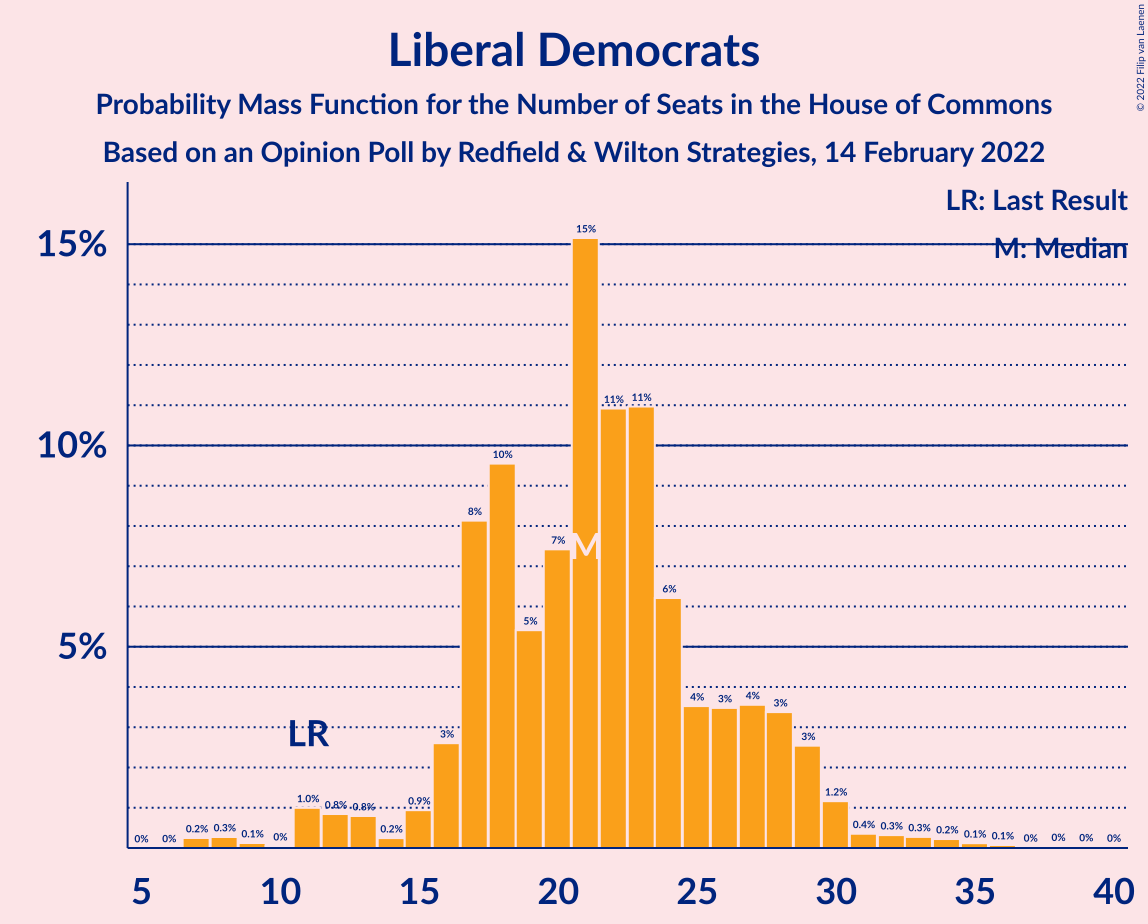 Liberal Democrats
Probability Mass Function for the Number of Seats in the House of Commons
Based on an Opinion Poll by Redfield & Wilton Strategies, 14 February 2022
© 2022 Filip van Laenen
LR: Last Result
M: Median
15%
10%
5%
0% 0% 0.2% 0.3% 0.1% 0% 1.0% 0.8% 0.8% 0.2% 0.9% 3% 8% 10% 5% 7% 15% 11% 11% 6% 4% 3% 4% 3% 3% 1.2% 0.4% 0.3% 0.3% 0.2% 0.1% 0.1% 0% 0% 0% 0%
LR
M
5 10 15 20 25 30 35 40